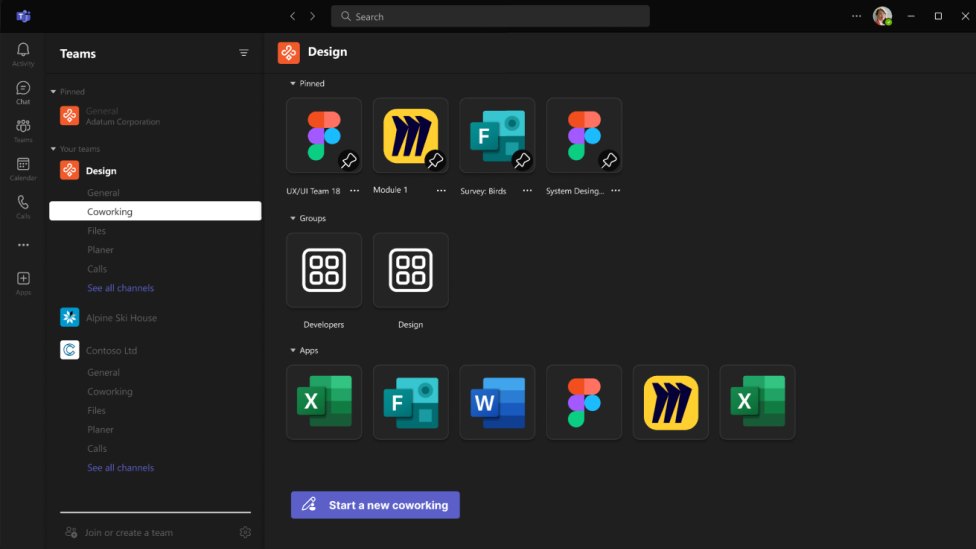 Search
Activity
Chat
Teams
Calendar
Calls
Apps
Teams
Pinned
General
Adatum Corporation
Your teams
Design
General
Coworking
Files
Planer
Calls
See all channels
Alpine Ski House
Contoso Ltd
General
Coworking
Files
Planer
Calls
See all channels
Join or create a team
Design
Pinned
F
UX/UI Team 18 ...
Module 1 ...
Survey: Birds ...
System Desing... ...
Groups
Developers
Design
Apps
X
F
W
X
Start a new coworking